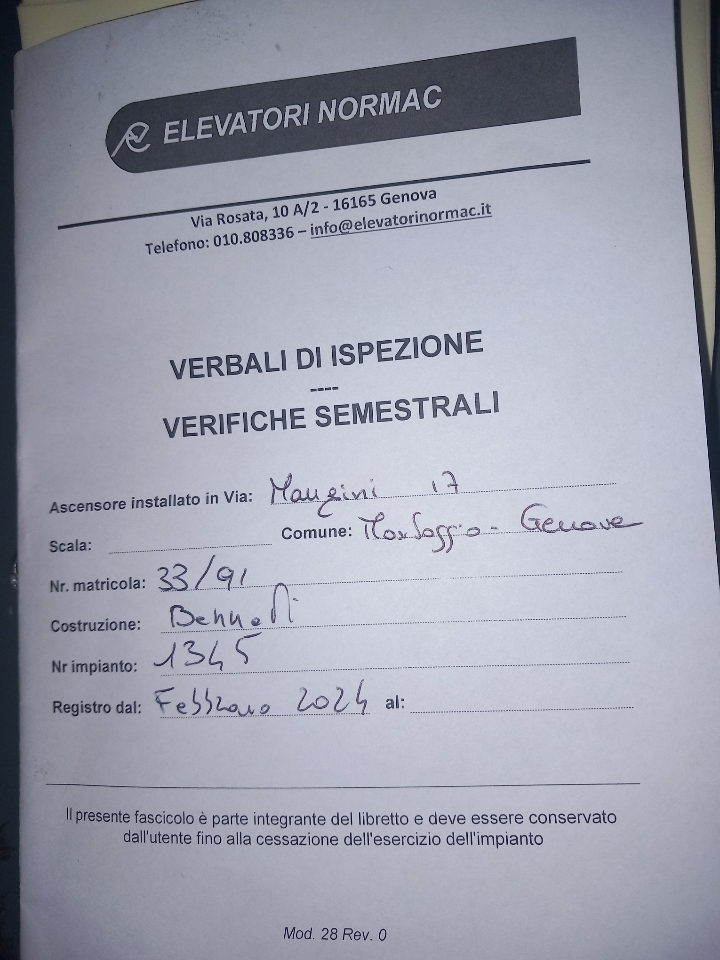 ELEVATORI NORMAC
Via Rosata, 10 A/2 - 16165 Genova
Telefono: 010.808336 – info@elevatorinormac.it
VERBALI DI ISPEZIONE
----
VERIFICHE SEMESTRALI
Ascensore installato in Via: 17
Scala: Comune: - Genova
Nr. matricola: 33/91
Costruzione:
Nr impianto: 1345
Registro dal: Febbraio 2024 al:
Il presente fascicolo è parte integrante del libretto e deve essere conservato
dall'utente fino alla cessazione dell'esercizio dell'impianto
Mod. 28 Rev. 0